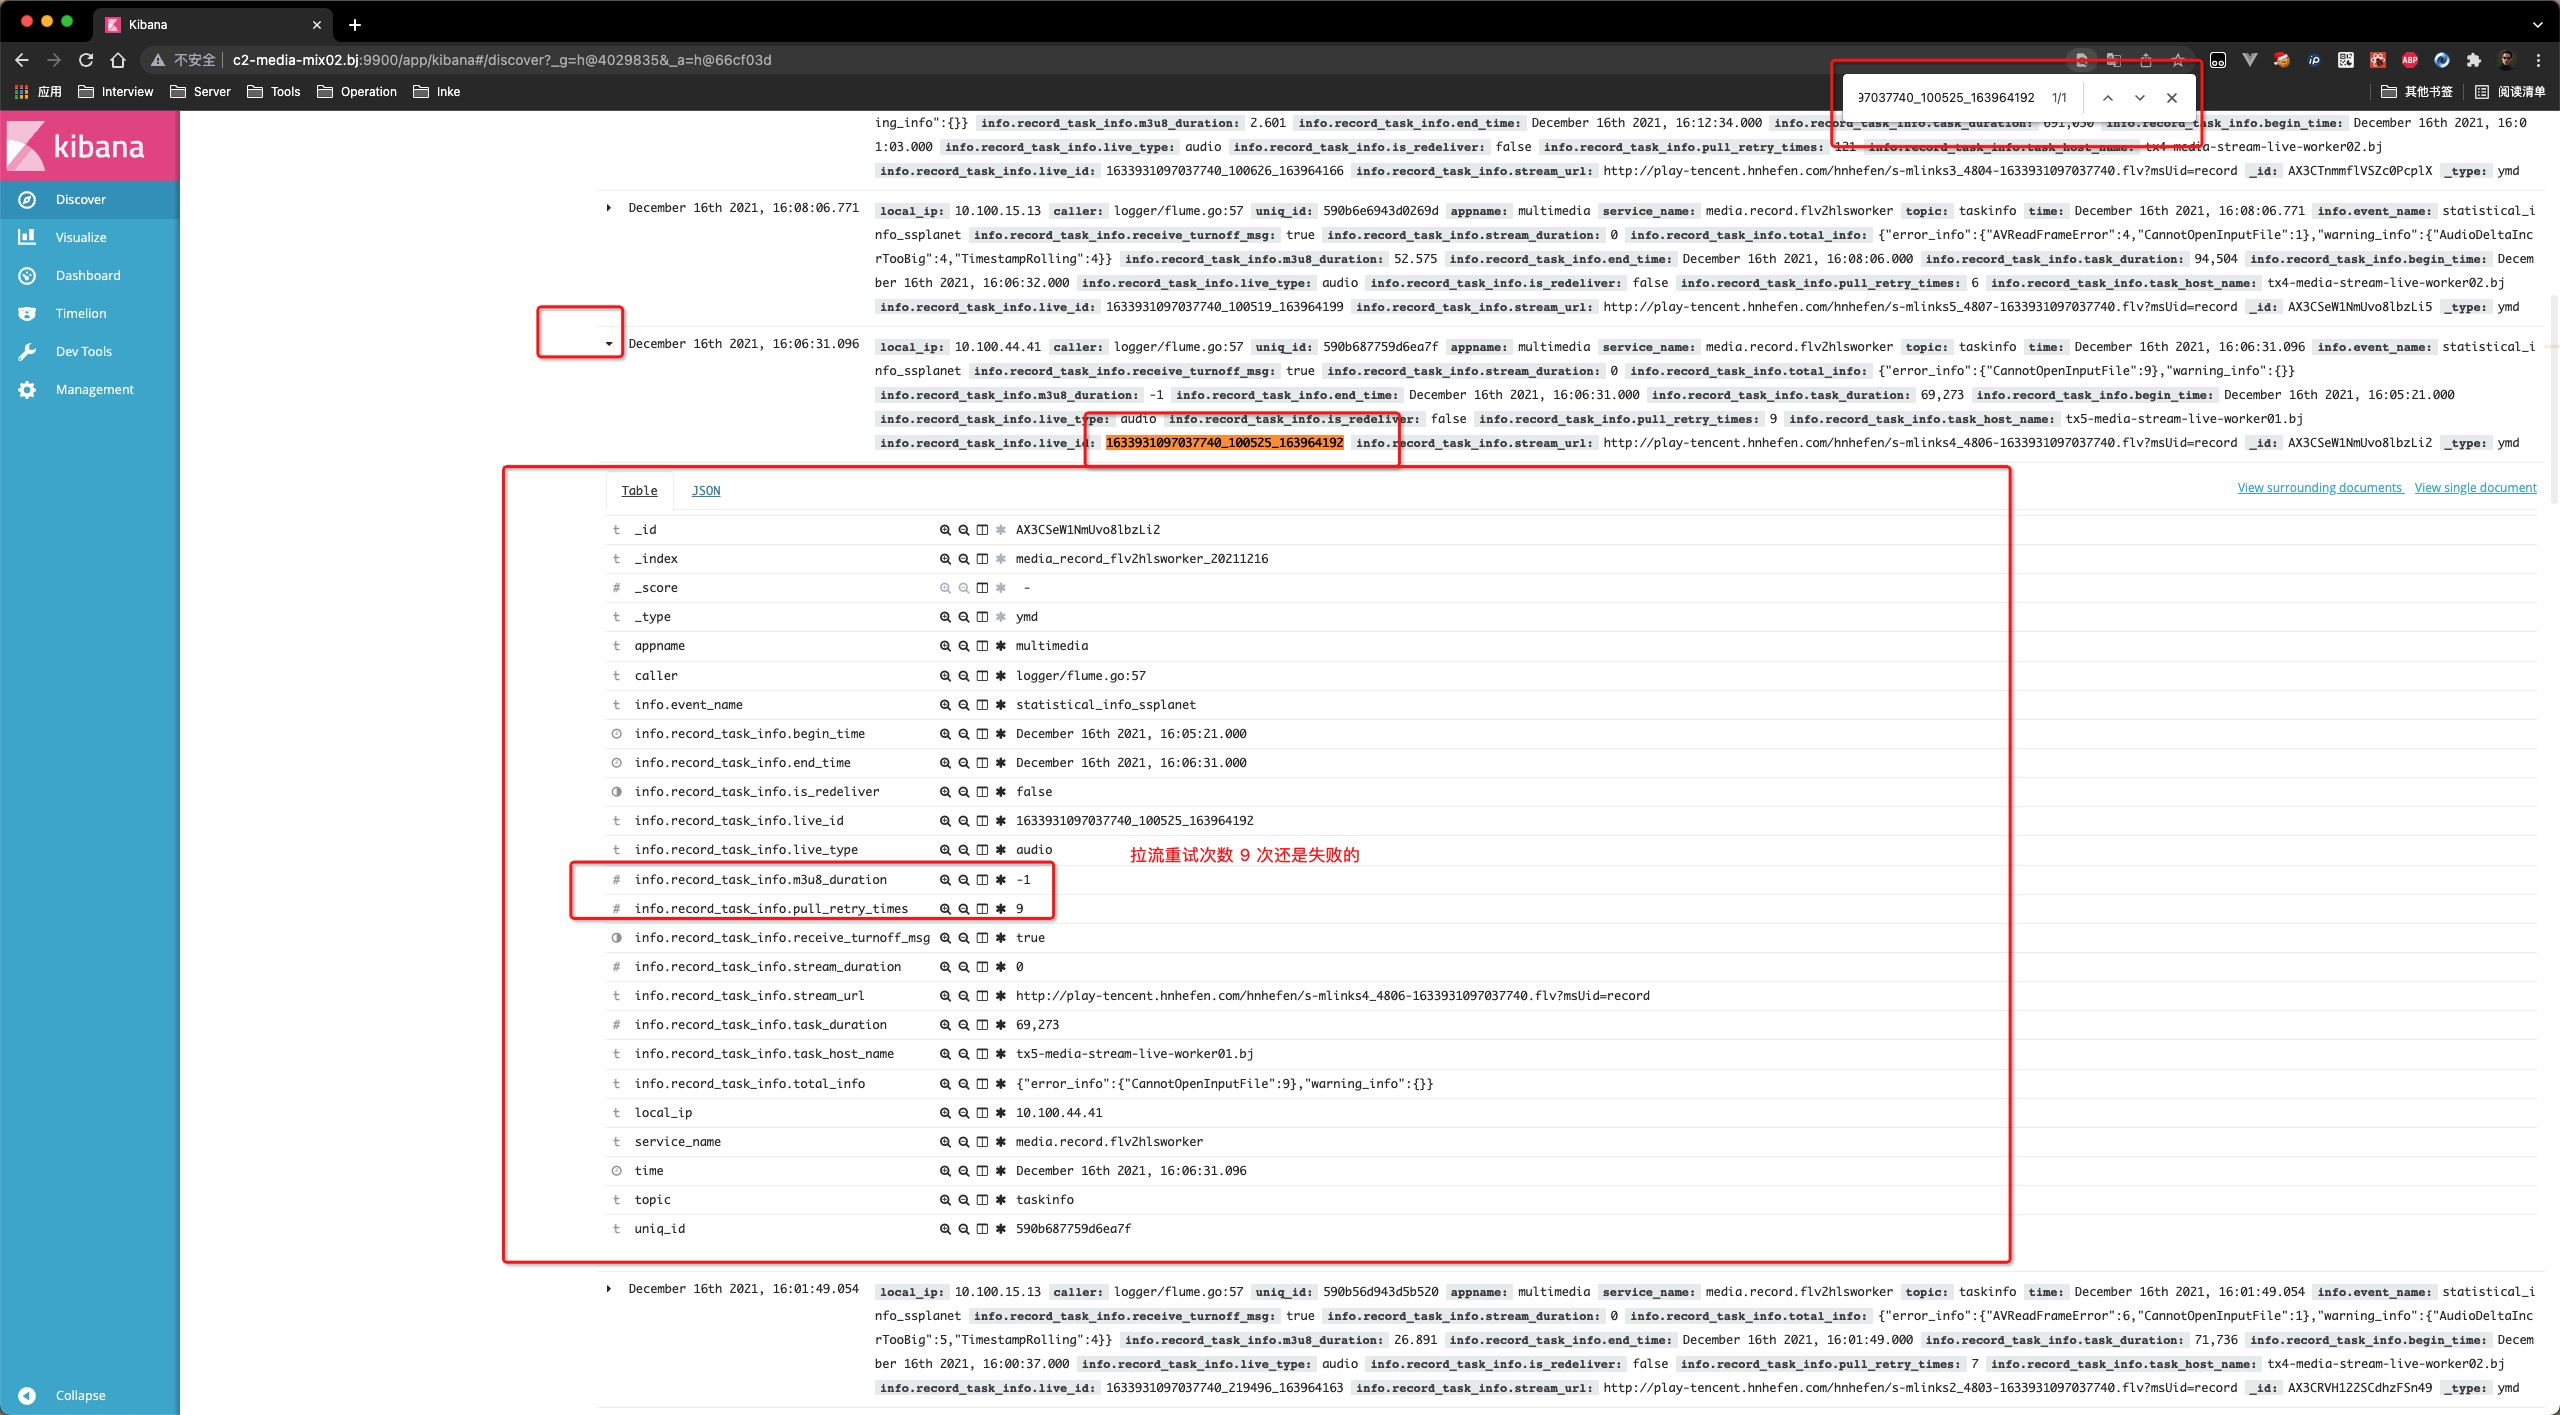 Kibana
不安全 c2-media-mix02.bj:9900/app/kibana#/discover?_g=h@4029835&_a=h@66cf03d
应用 Interview Server Tools Operation Inke 其他书签 阅读清单
97037740_100525_163964192 1/1
kibana
Discover
Visualize
Dashboard
Timelion
Dev Tools
Management
Collapse
ing_info":{}} info.record_task_info.m3u8_duration: 2.601 info.record_task_info.end_time: December 16th 2021, 16:12:34.000 info.record_task_info.task_duration: 691,050 info.record_task_info.begin_time: December 16th 2021, 16:0
1:03.000 info.record_task_info.live_type: audio info.record_task_info.is_redeliver: false info.record_task_info.pull_retry_times: 121 info.record_task_info.task_host_name: tx4-media-stream-live-worker02.bj
info.record_task_info.live_id: 1633931097037740_100626_163964166 info.record_task_info.stream_url: http://play-tencent.hnhefen.com/hnhefen/s-mlinks3_4804-1633931097037740.flv?msUid=record _id: AX3CTnmmflVSZc0PcplX _type: ymd
December 16th 2021, 16:08:06.771 local_ip: 10.100.15.13 caller: logger/flume.go:57 uniq_id: 590b6e6943d0269d appname: multimedia service_name: media.record.flv2hlsworker topic: taskinfo time: December 16th 2021, 16:08:06.771 info.event_name: statistical_i
nfo_ssplanet info.record_task_info.receive_turnoff_msg: true info.record_task_info.stream_duration: 0 info.record_task_info.total_info: {"error_info":{"AVReadFrameError":4,"CannotOpenInputFile":1},"warning_info":{"AudioDeltaInc
rTooBig":4,"TimestampRolling":4}} info.record_task_info.m3u8_duration: 52.575 info.record_task_info.end_time: December 16th 2021, 16:08:06.000 info.record_task_info.task_duration: 94,504 info.record_task_info.begin_time: Decem
ber 16th 2021, 16:06:32.000 info.record_task_info.live_type: audio info.record_task_info.is_redeliver: false info.record_task_info.pull_retry_times: 6 info.record_task_info.task_host_name: tx4-media-stream-live-worker02.bj
info.record_task_info.live_id: 1633931097037740_100519_163964199 info.record_task_info.stream_url: http://play-tencent.hnhefen.com/hnhefen/s-mlinks5_4807-1633931097037740.flv?msUid=record _id: AX3CSeW1NmUvo8lbzLi5 _type: ymd
December 16th 2021, 16:06:31.096 local_ip: 10.100.44.41 caller: logger/flume.go:57 uniq_id: 590b687759d6ea7f appname: multimedia service_name: media.record.flv2hlsworker topic: taskinfo time: December 16th 2021, 16:06:31.096 info.event_name: statistical_i
nfo_ssplanet info.record_task_info.receive_turnoff_msg: true info.record_task_info.stream_duration: 0 info.record_task_info.total_info: {"error_info":{"CannotOpenInputFile":9},"warning_info":{}}
info.record_task_info.m3u8_duration: -1 info.record_task_info.end_time: December 16th 2021, 16:06:31.000 info.record_task_info.task_duration: 69,273 info.record_task_info.begin_time: December 16th 2021, 16:05:21.000
info.record_task_info.live_type: audio info.record_task_info.is_redeliver: false info.record_task_info.pull_retry_times: 9 info.record_task_info.task_host_name: tx5-media-stream-live-worker01.bj
info.record_task_info.live_id: 1633931097037740_100525_163964192 info.record_task_info.stream_url: http://play-tencent.hnhefen.com/hnhefen/s-mlinks4_4806-1633931097037740.flv?msUid=record _id: AX3CSeW1NmUvo8lbzLi2 _type: ymd
Table JSON View surrounding documents View single document
t _id AX3CSeW1NmUvo8lbzLi2
t _index media_record_flv2hlsworker_20211216
# _score -
t _type ymd
t appname multimedia
t caller logger/flume.go:57
t info.event_name statistical_info_ssplanet
info.record_task_info.begin_time December 16th 2021, 16:05:21.000
info.record_task_info.end_time December 16th 2021, 16:06:31.000
info.record_task_info.is_redeliver false
t info.record_task_info.live_id 1633931097037740_100525_163964192
t info.record_task_info.live_type audio
拉流重试次数 9 次还是失败的
# info.record_task_info.m3u8_duration -1
# info.record_task_info.pull_retry_times 9
info.record_task_info.receive_turnoff_msg true
# info.record_task_info.stream_duration 0
t info.record_task_info.stream_url http://play-tencent.hnhefen.com/hnhefen/s-mlinks4_4806-1633931097037740.flv?msUid=record
# info.record_task_info.task_duration 69,273
t info.record_task_info.task_host_name tx5-media-stream-live-worker01.bj
t info.record_task_info.total_info {"error_info":{"CannotOpenInputFile":9},"warning_info":{}}
t local_ip 10.100.44.41
t service_name media.record.flv2hlsworker
time December 16th 2021, 16:06:31.096
t topic taskinfo
t uniq_id 590b687759d6ea7f
December 16th 2021, 16:01:49.054 local_ip: 10.100.15.13 caller: logger/flume.go:57 uniq_id: 590b56d943d5b520 appname: multimedia service_name: media.record.flv2hlsworker topic: taskinfo time: December 16th 2021, 16:01:49.054 info.event_name: statistical_i
nfo_ssplanet info.record_task_info.receive_turnoff_msg: true info.record_task_info.stream_duration: 0 info.record_task_info.total_info: {"error_info":{"AVReadFrameError":6,"CannotOpenInputFile":1},"warning_info":{"AudioDeltaInc
rTooBig":5,"TimestampRolling":4}} info.record_task_info.m3u8_duration: 26.891 info.record_task_info.end_time: December 16th 2021, 16:01:49.000 info.record_task_info.task_duration: 71,736 info.record_task_info.begin_time: Decem
ber 16th 2021, 16:00:37.000 info.record_task_info.live_type: audio info.record_task_info.is_redeliver: false info.record_task_info.pull_retry_times: 7 info.record_task_info.task_host_name: tx4-media-stream-live-worker02.bj
info.record_task_info.live_id: 1633931097037740_219496_163964163 info.record_task_info.stream_url: http://play-tencent.hnhefen.com/hnhefen/s-mlinks2_4803-1633931097037740.flv?msUid=record _id: AX3CRVH122SCdhzFSn49 _type: ymd